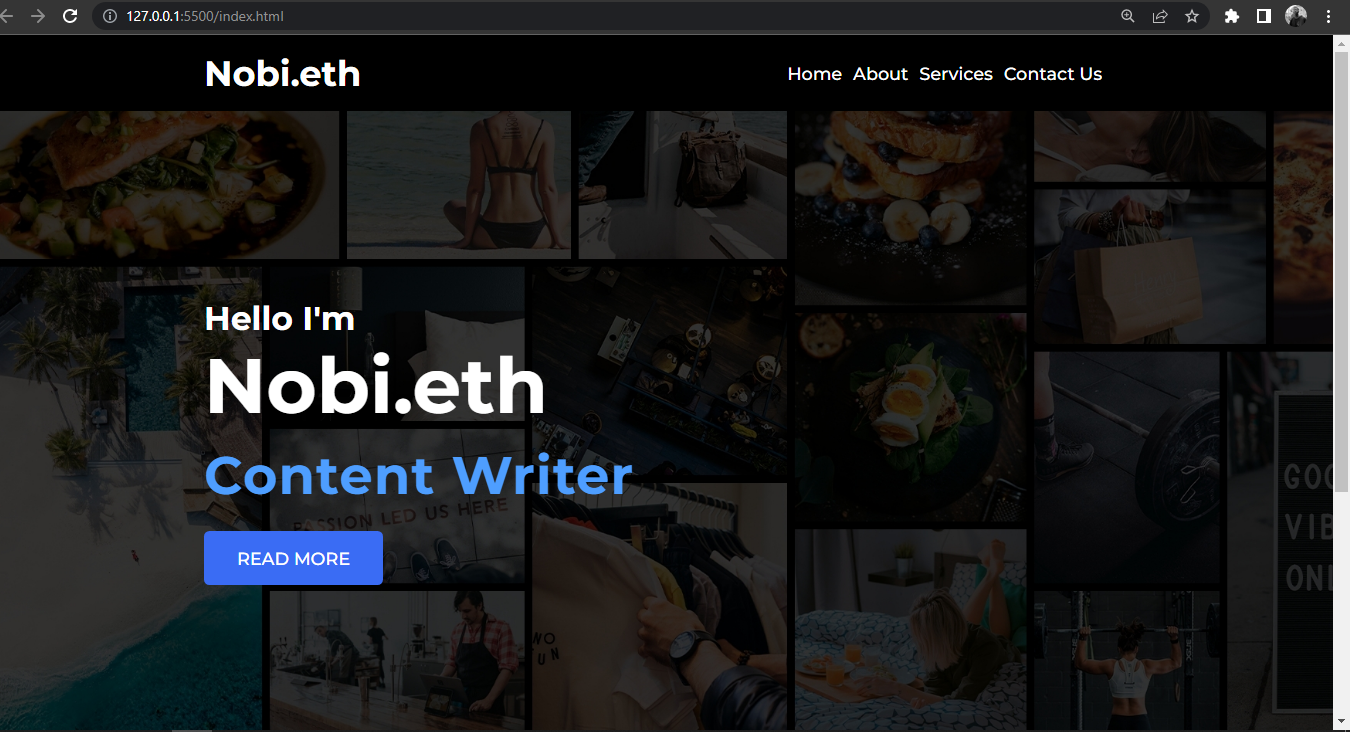 127.0.0.1:5500/index.html
Nobi.eth
Home About Services Contact Us
Hello I'm
Nobi.eth
Content Writer
PASSION LED US HERE
READ MORE
GOO
VIB
ONI
NO
UN